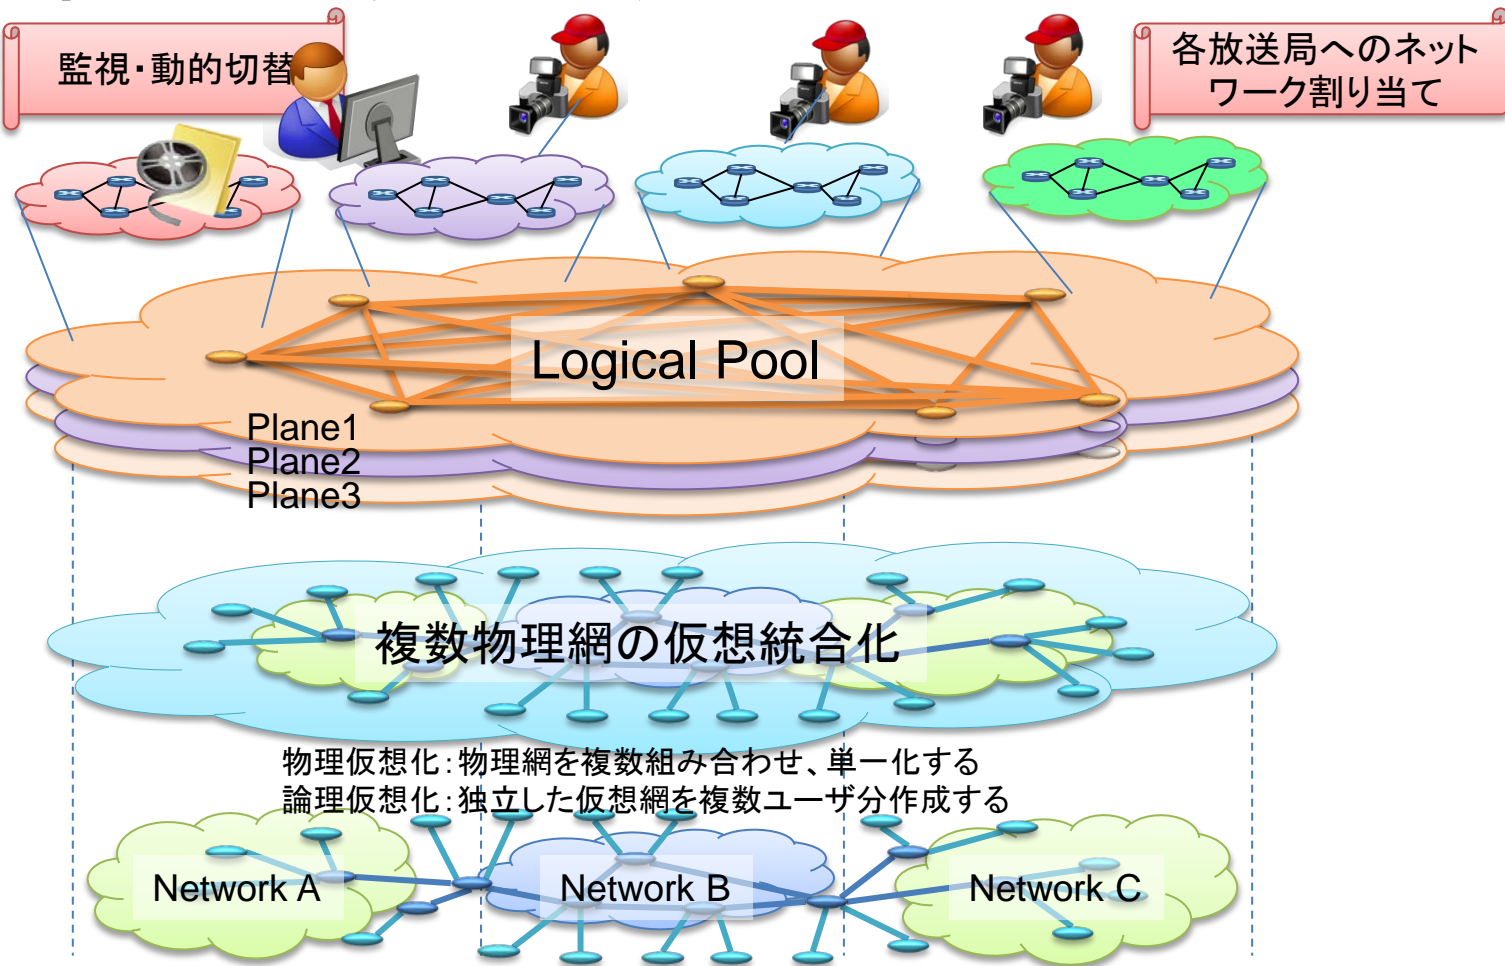 監視・動的切替
各放送局へのネット
ワーク割り当て
Logical Pool
Plane1
Plane2
Plane3
複数物理網の仮想統合化
物理仮想化：物理網を複数組み合わせ、単一化する
論理仮想化：独立した仮想網を複数ユーザ分作成する
Network A
Network B
Network C